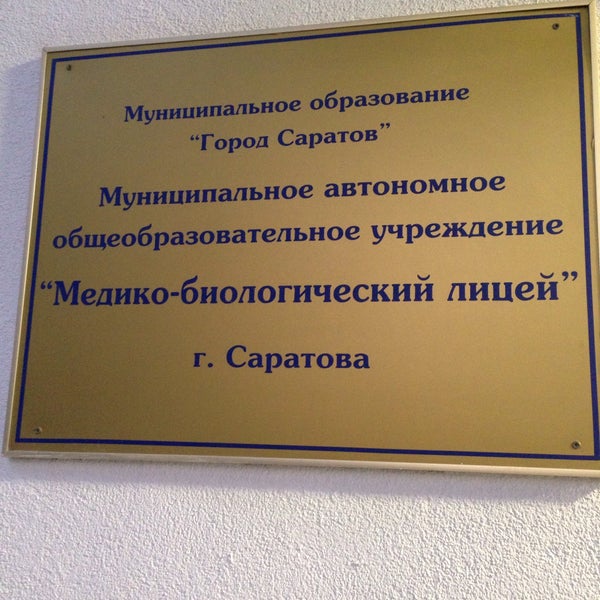 Муниципальное образование
“Город Саратов”
Муниципальное автономное
общеобразовательное учреждение
“Медико-биологический лицей”
г. Саратова